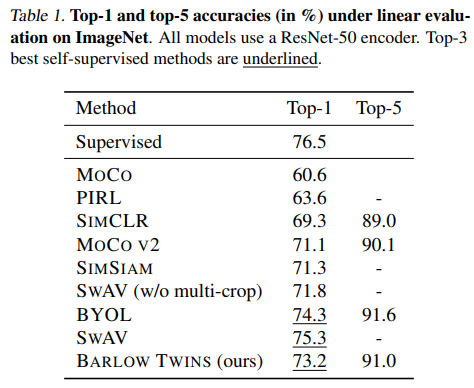 Table 1. Top-1 and top-5 accuracies (in %) under linear evalu-
ation on ImageNet. All models use a ResNet-50 encoder. Top-3
best self-supervised methods are underlined.
Method Top-1 Top-5
Supervised 76.5
MOCO 60.6
PIRL 63.6 -
SIMCLR 69.3 89.0
MOCO V2 71.1 90.1
SIMSIAM 71.3 -
SWAV (w/o multi-crop) 71.8 -
BYOL 74.3 91.6
SWAV 75.3 -
BARLOW TWINS (ours) 73.2 91.0